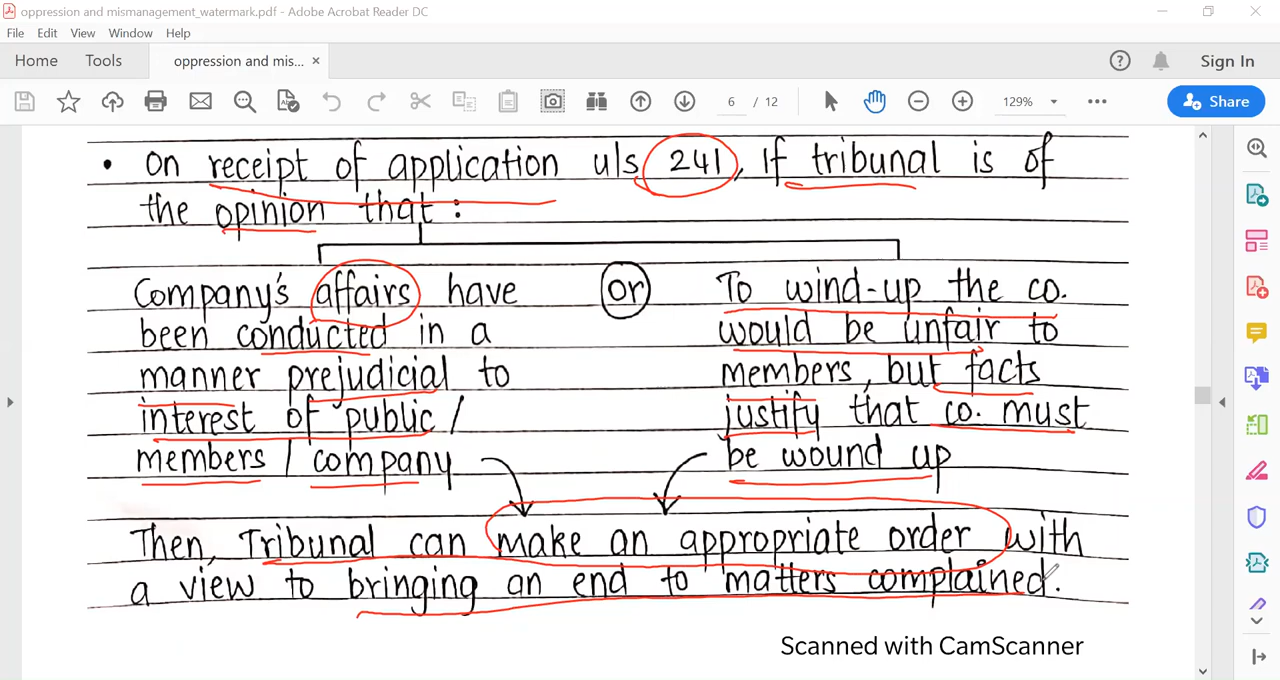 oppression and mismanagement_watermark.pdf - Adobe Acrobat Reader DC
File Edit View Window Help
Home Tools oppression and mis... × Sign In
6 / 12 129% Share
• On receipt of application u/s 241, If tribunal is of
the opinion that :
Company's affairs have
been conducted in a
manner prejudicial to
interest of public /
members / company
or
To wind-up the co.
would be unfair to
members, but facts
justify that co. must
be wound up
Then, Tribunal can make an appropriate order with
a view to bringing an end to matters complained.
Scanned with CamScanner